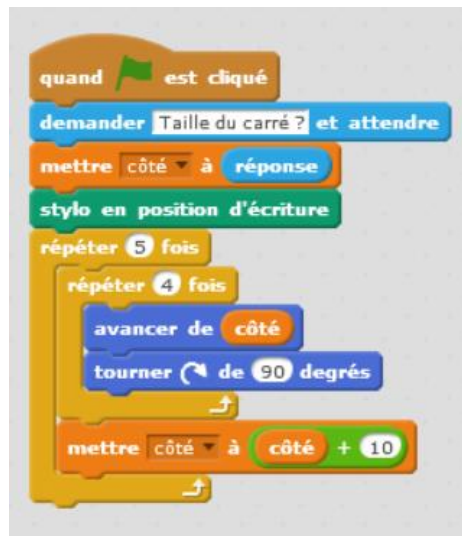 quand est cliqué
demander Taille du carré ? et attendre
mettre côté à réponse
stylo en position d'écriture
répéter 5 fois
répéter 4 fois
avancer de côté
tourner de 90 degrés
mettre côté à côté + 10